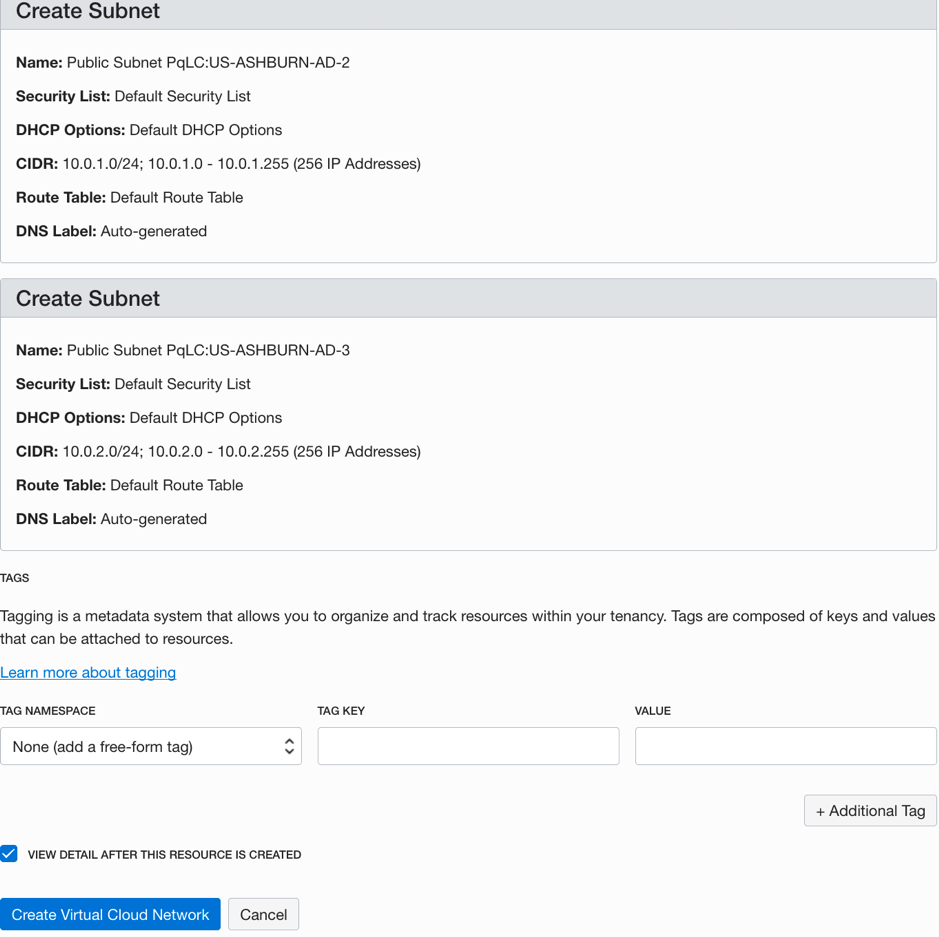 Create Subnet
Name: Public Subnet PqLC:US-ASHBURN-AD-2
Security List: Default Security List
DHCP Options: Default DHCP Options
CIDR: 10.0.1.0/24; 10.0.1.0 - 10.0.1.255 (256 IP Addresses)
Route Table: Default Route Table
DNS Label: Auto-generated
Create Subnet
Name: Public Subnet PqLC:US-ASHBURN-AD-3
Security List: Default Security List
DHCP Options: Default DHCP Options
CIDR: 10.0.2.0/24; 10.0.2.0 - 10.0.2.255 (256 IP Addresses)
Route Table: Default Route Table
DNS Label: Auto-generated
TAGS
Tagging is a metadata system that allows you to organize and track resources within your tenancy. Tags are composed of keys and values
that can be attached to resources.
Learn more about tagging
TAG NAMESPACE TAG KEY VALUE
None (add a free-form tag)
+ Additional Tag
VIEW DETAIL AFTER THIS RESOURCE IS CREATED
Create Virtual Cloud Network Cancel